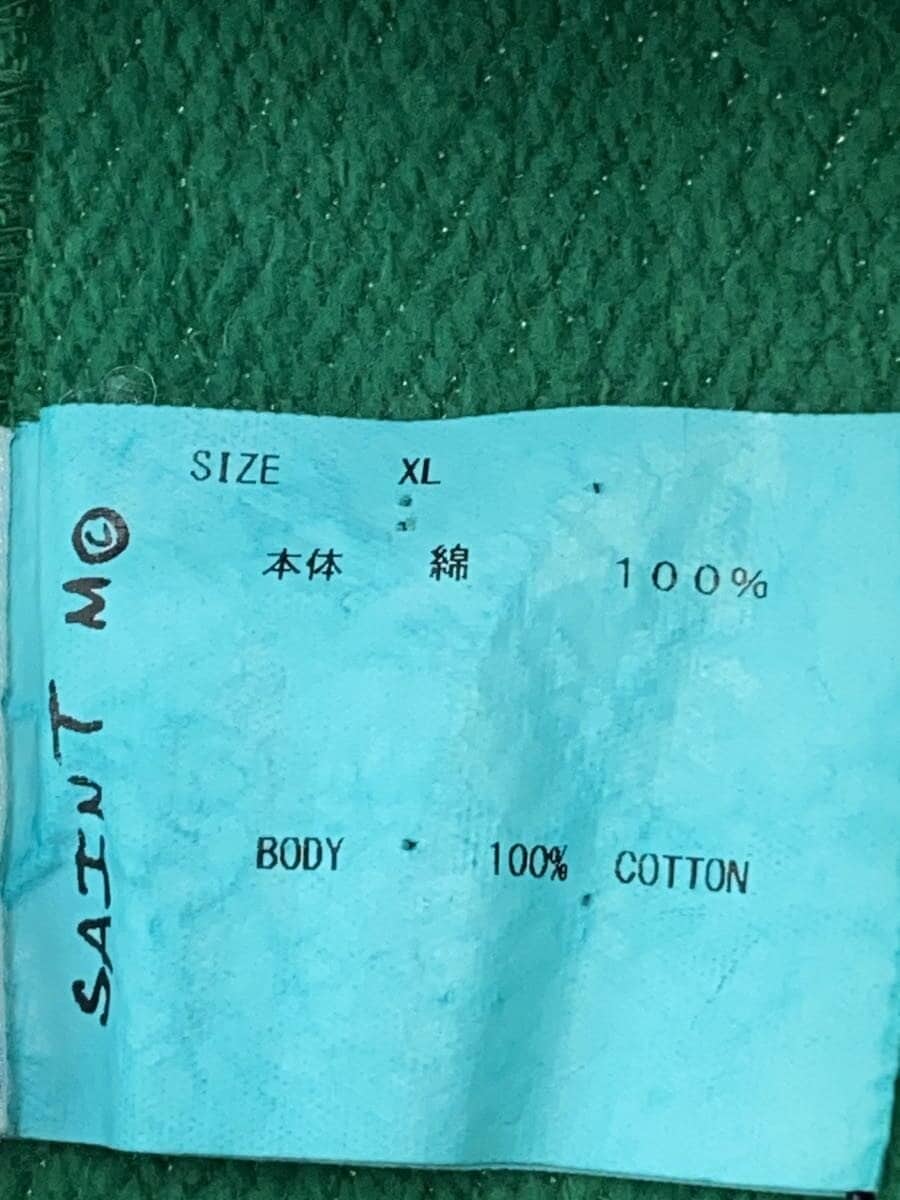 SIZE XL
本体 綿 100%
BODY 100% COTTON
SAINT M©